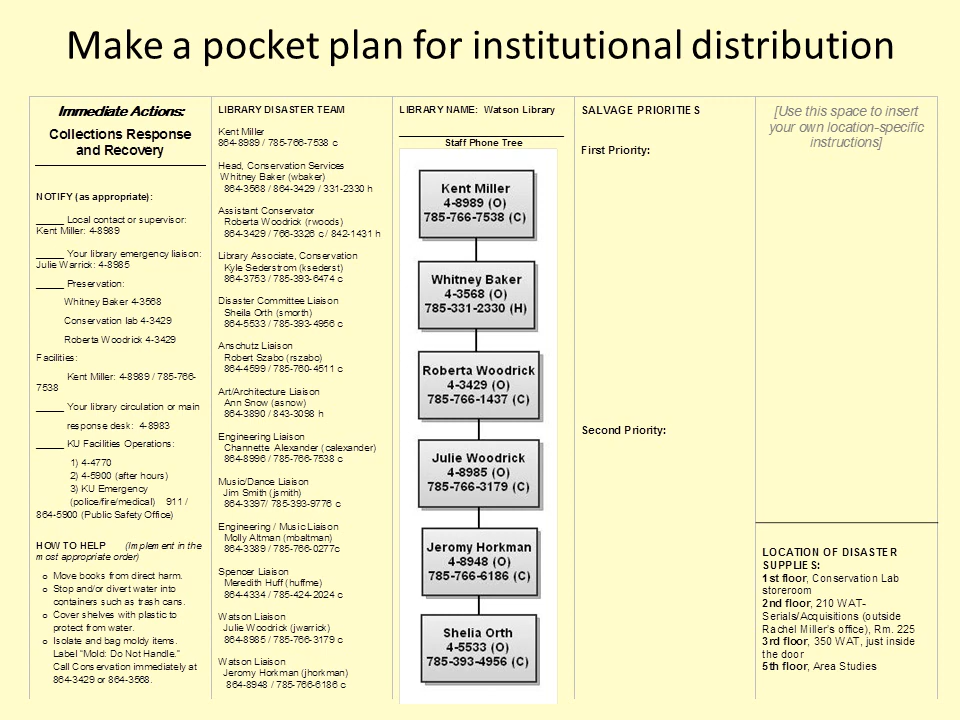 Make a pocket plan for institutional distribution
Immediate Actions:
Collections Response
and Recovery
NOTIFY (as appropriate):
_____ Local contact or supervisor:
Kent Miller: 4-8989
_____ Your library emergency liaison:
Julie Warrick: 4-8985
_____ Preservation:
Whitney Baker 4-3568
Conservation lab 4-3429
Roberta Woodrick 4-3429
Facilities:
_____ Kent Miller: 4-8989 / 785-766-
7538
_____ Your library circulation or main
response desk: 4-8983
_____ KU Facilities Operations:
1) 4-4770
2) 4-5900 (after hours)
3) KU Emergency
(police/fire/medical) 911 /
864-5900 (Public Safety Office)
HOW TO HELP (Implement in the
most appropriate order)
o Move books from direct harm.
o Stop and/or divert water into
containers such as trash cans.
o Cover shelves with plastic to
protect from water.
o Isolate and bag moldy items.
Label "Mold: Do Not Handle."
Call Conservation immediately at
864-3429 or 864-3568.
LIBRARY DISASTER TEAM
Kent Miller
864-8989 / 785-766-7538 c
Head, Conservation Services
Whitney Baker (wbaker)
864-3568 / 864-3429 / 331-2330 h
Assistant Conservator
Roberta Woodrick (rwoods)
864-3429 / 766-3326 c / 842-1431 h
Library Associate, Conservation
Kyle Sederstrom (ksederst)
864-3753 / 785-393-6474 c
Disaster Committee Liaison
Sheila Orth (smorth)
864-5533 / 785-393-4956 c
Anschutz Liaison
Robert Szabo (rszabo)
864-4599 / 785-760-4511 c
Art/Architecture Liaison
Ann Snow (asnow)
864-3890 / 843-3098 h
Engineering Liaison
Channette Alexander (calexander)
864-8996 / 785-766-7538 c
Music/Dance Liaison
Jim Smith (jsmith)
864-3397/ 785-393-9776 c
Engineering / Music Liaison
Molly Altman (mbaltman)
864-3389 / 785-766-0277c
Spencer Liaison
Meredith Huff (huffme)
864-4334 / 785-424-2024 c
Watson Liaison
Julie Woodrick (jwarrick)
864-8985 / 785-766-3179 c
Watson Liaison
Jeromy Horkman (jhorkman)
864-8948 / 785-766-6186 c
LIBRARY NAME: Watson Library
Staff Phone Tree
Kent Miller
4-8989 (O)
785-766-7538 (C)
Whitney Baker
4-3568 (O)
785-331-2330 (H)
Roberta Woodrick
4-3429 (O)
785-766-1437 (C)
Julie Woodrick
4-8985 (O)
785-766-3179 (C)
Jeromy Horkman
4-8948 (O)
785-766-6186 (C)
Shelia Orth
4-5533 (O)
785-393-4956 (C)
SALVAGE PRIORITIES
First Priority:
Second Priority:
[Use this space to insert
your own location-specific
instructions]
LOCATION OF DISASTER
SUPPLIES:
1st floor, Conservation Lab
storeroom
2nd floor, 210 WAT-
Serials/Acquisitions (outside
Rachel Miller's office), Rm. 225
3rd floor, 350 WAT, just inside
the door
5th floor, Area Studies